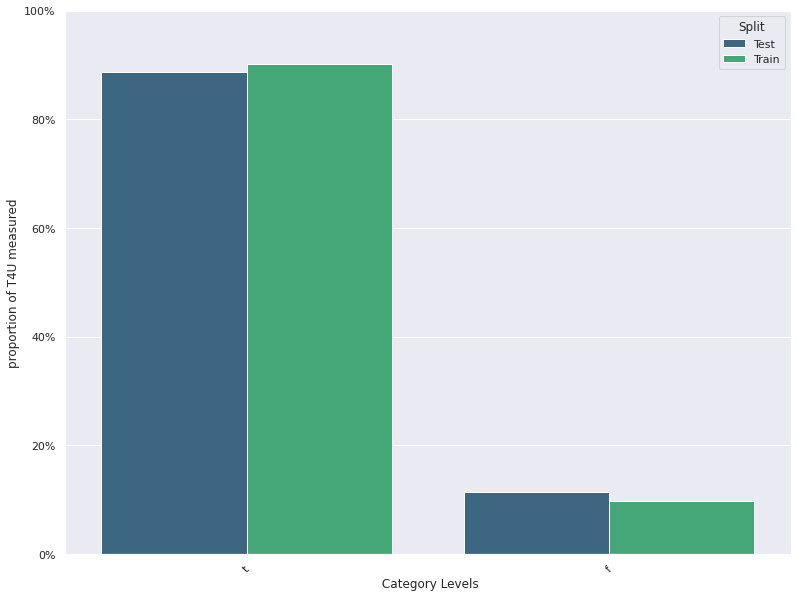 100%
80%
60%
40%
20%
0%
proportion of T4U measured
Split
Test
Train
t
f
Category Levels